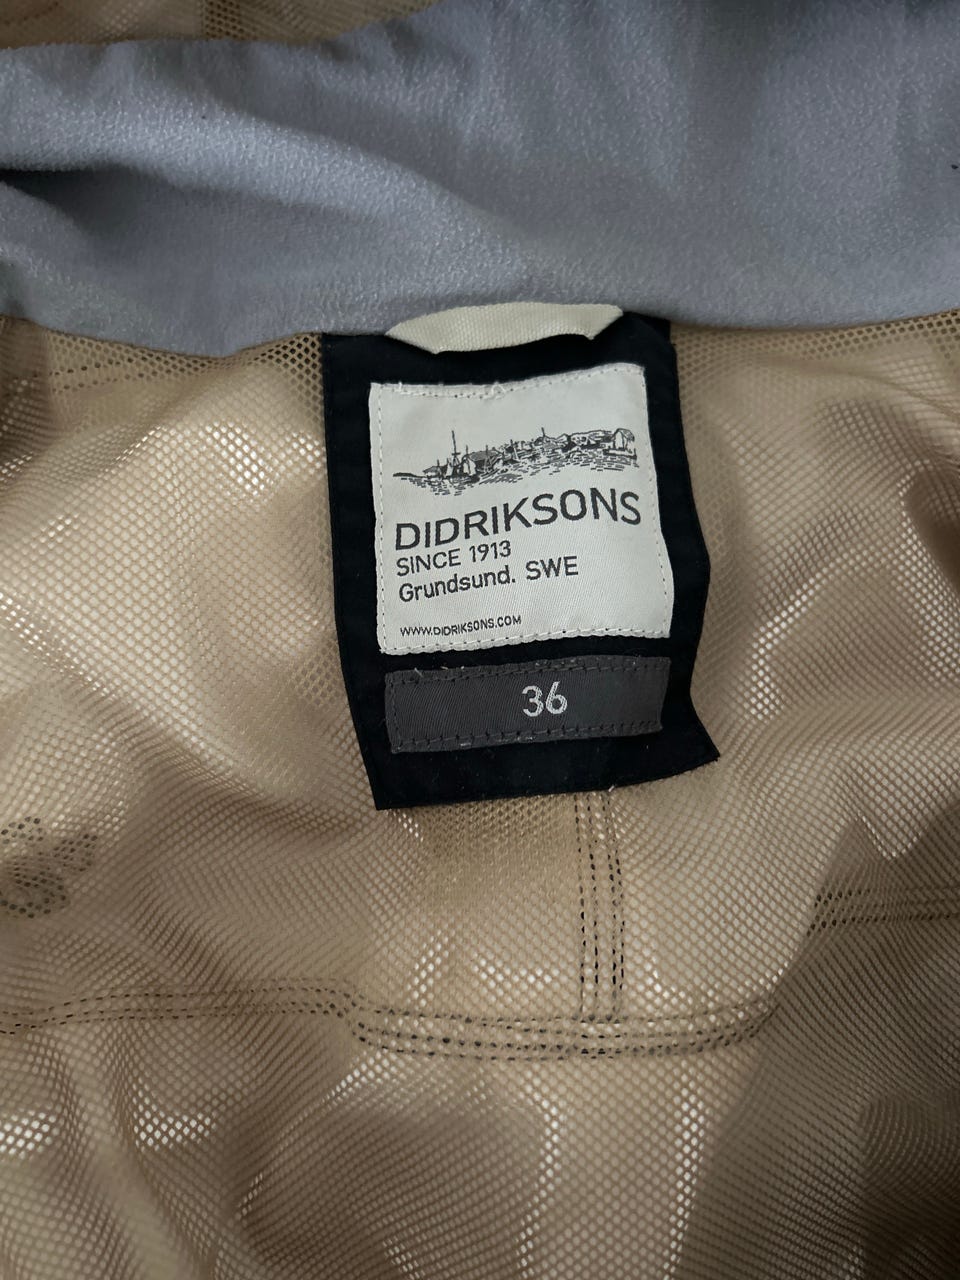 DIDRIKSONS
SINCE 1913
Grundsund. SWE
WWW.DIDRIKSONS.COM
36